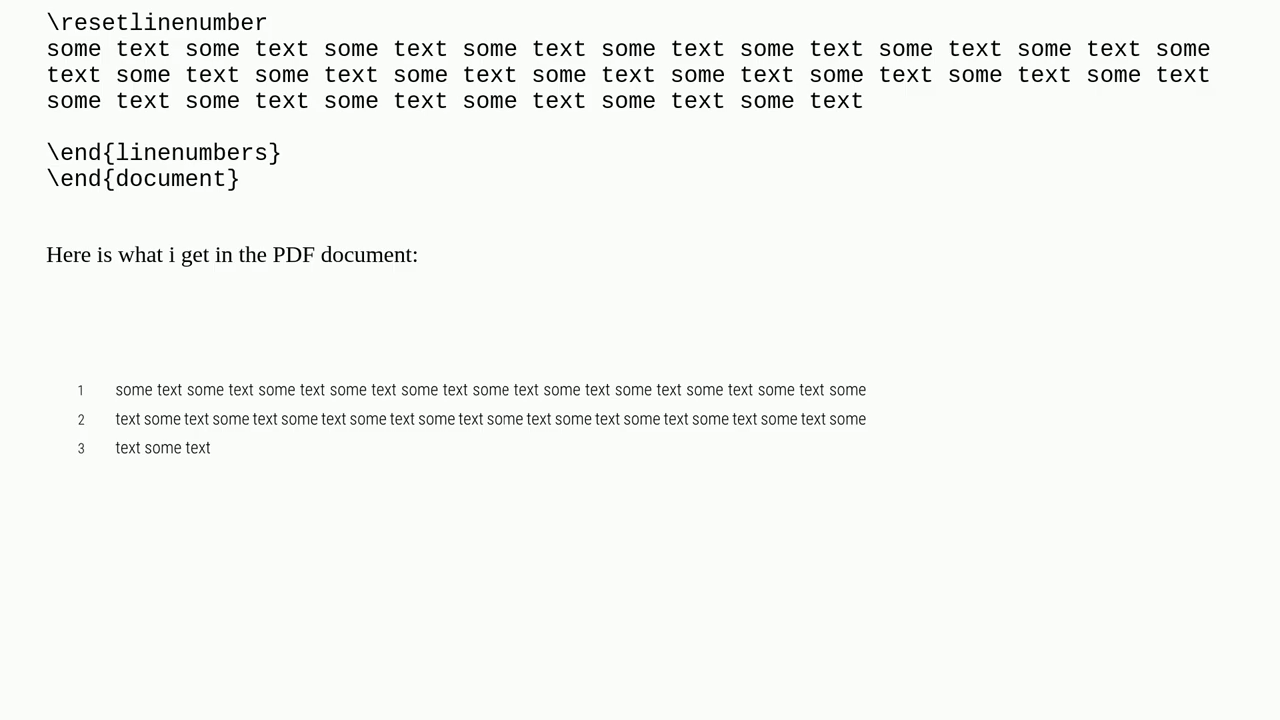 \resetlinenumber
some text some text some text some text some text some text some text some text some
text some text some text some text some text some text some text some text some text
some text some text some text some text some text some text
\end{linenumbers}
\end{document}
Here is what i get in the PDF document:
1 some text some text some text some text some text some text some text some text some text some text some
2 text some text some text some text some text some text some text some text some text some text some text some
3 text some text